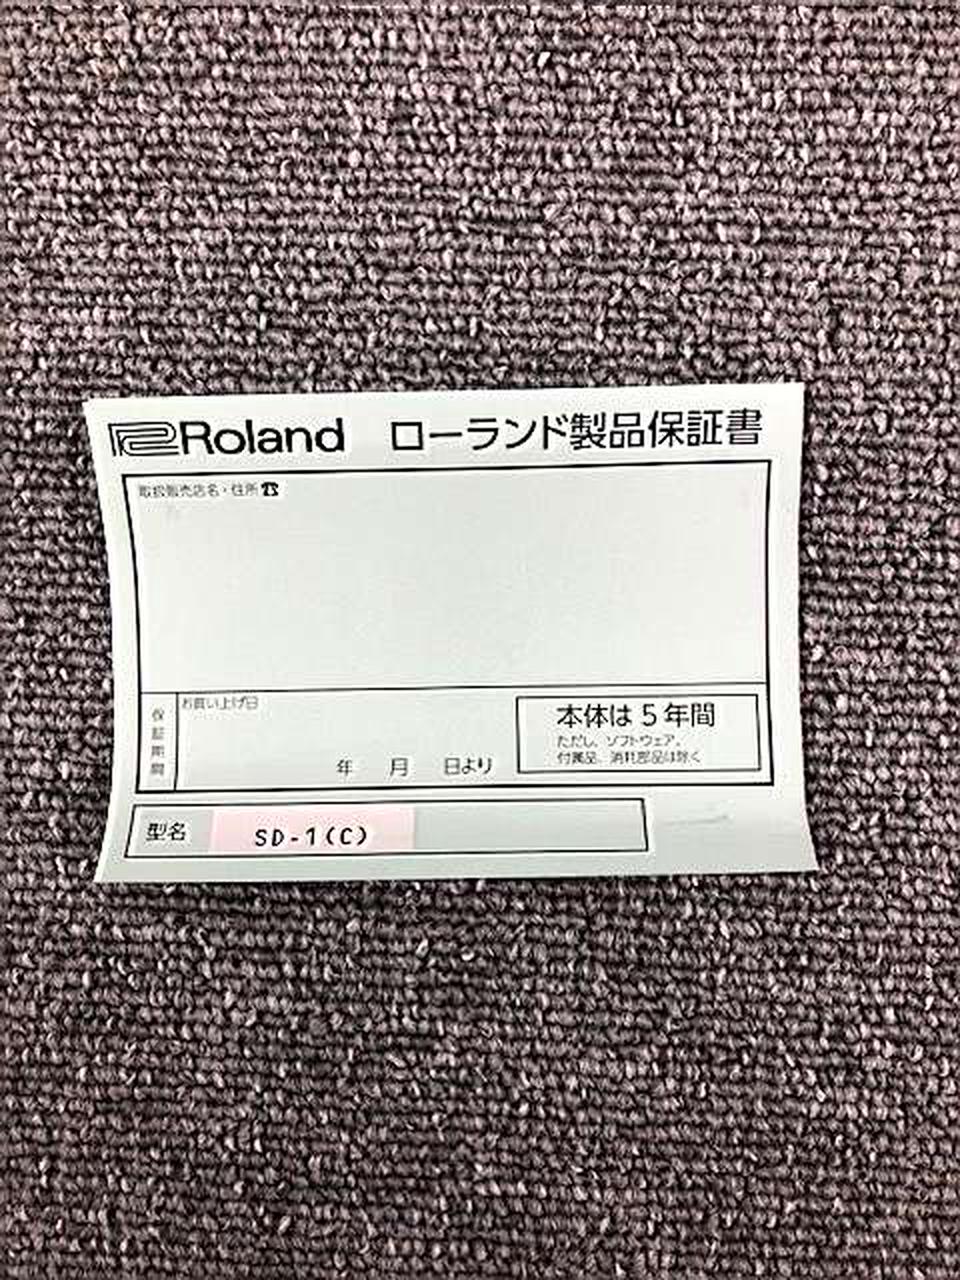 Roland ローランド製品保証書
取扱販売店名・住所☎
保証期間
お買い上げ日
年 月 日より
本体は5年間
ただし、ソフトウェア、
付属品、消耗部品は除く
型名 SD-1(C)